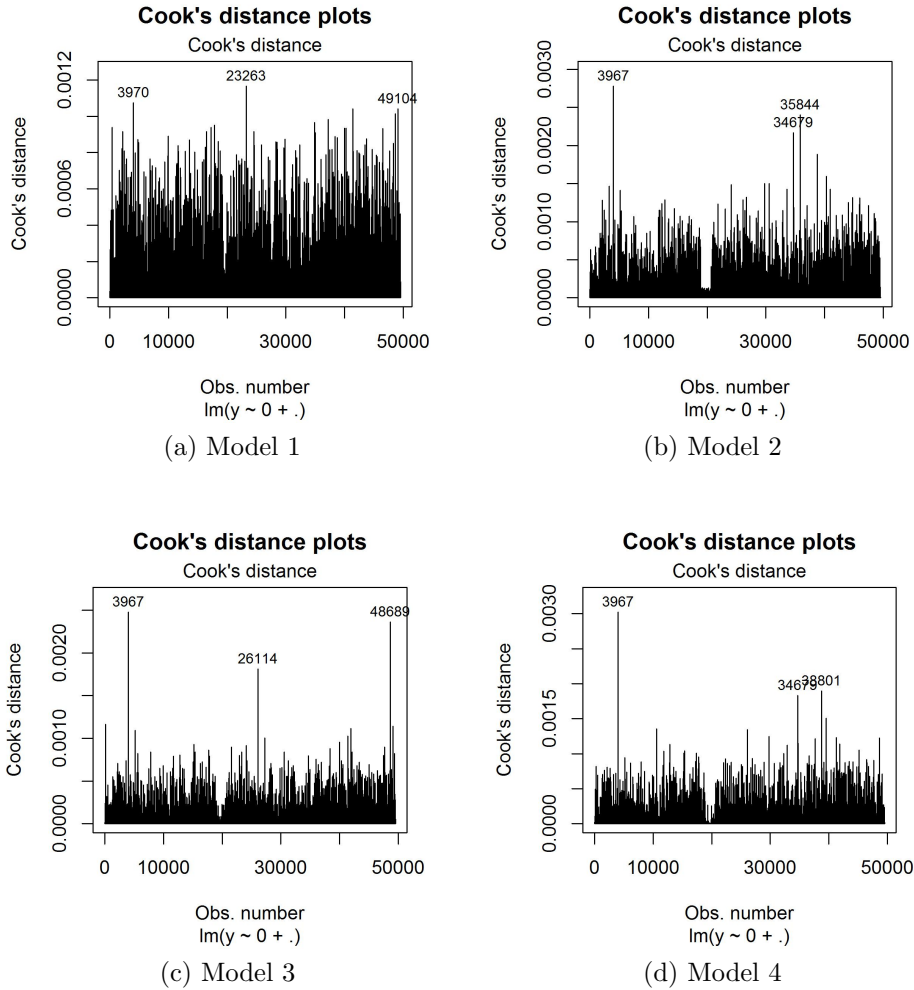 Cook's distance plots
Cook's distance
Cook's distance
0.0000 0.0006 0.0012
3970
23263
49104
0 10000 30000 50000
Obs. number
lm(y ~ 0 + .)
(a) Model 1
Cook's distance plots
Cook's distance
Cook's distance
0.0000 0.0010 0.0020 0.0030
3967
35844
34679
0 10000 30000 50000
Obs. number
lm(y ~ 0 + .)
(b) Model 2
Cook's distance plots
Cook's distance
Cook's distance
0.0000 0.0010 0.0020
3967
48689
26114
0 10000 30000 50000
Obs. number
lm(y ~ 0 + .)
(c) Model 3
Cook's distance plots
Cook's distance
Cook's distance
0.0000 0.0015 0.0030
3967
34679
38801
0 10000 30000 50000
Obs. number
lm(y ~ 0 + .)
(d) Model 4